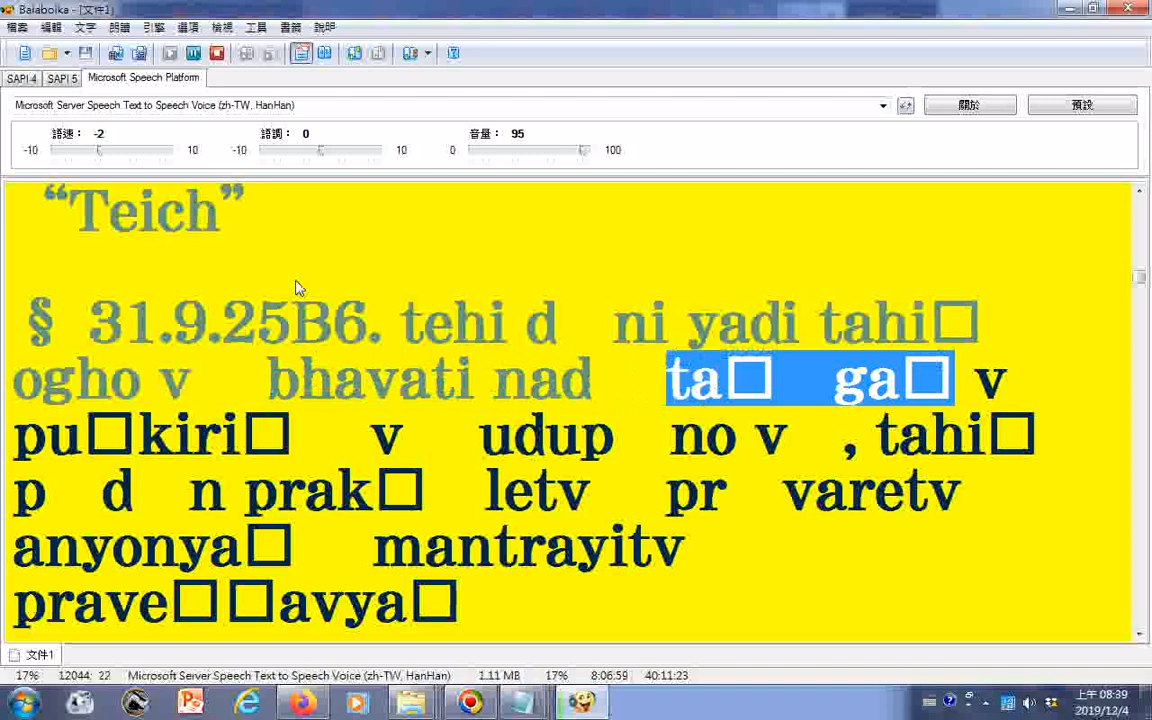 Balabolka - [文件1]
檔案 編輯 文字 朗讀 引擎 選項 檢視 工具 書籤 說明
SAPI 4 SAPI 5 Microsoft Speech Platform
Microsoft Server Speech Text to Speech Voice (zh-TW, HanHan) 關於 預設
語速： -2 語調： 0 音量： 95
-10 10 -10 10 0 100
“Teich”
§ 31.9.25B6. tehi d ni yadi tahi□
ogho v bhavati nad ta□ ga□ v
pu□kiri□ v udup no v , tahi□
p d n prak□ letv pr varetv
anyonya□ mantrayitv
prave□□avya□
文件1
17% 12044: 22 Microsoft Server Speech Text to Speech Voice (zh-TW, HanHan) 1.11 MB 17% 8:06:59 40:11:23
上午 08:39
2019/12/4